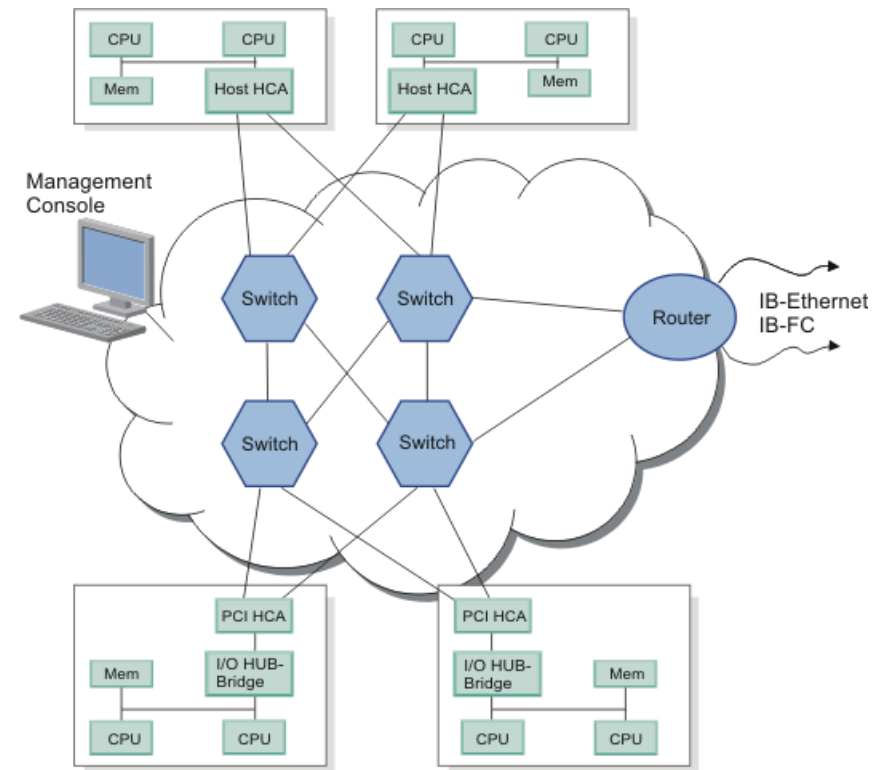 CPU
CPU
Mem
Host HCA
CPU
CPU
Host HCA
Mem
Management
Console
Switch
Switch
Router
IB-Ethernet
IB-FC
Switch
Switch
PCI HCA
I/O HUB-
Bridge
Mem
CPU
CPU
PCI HCA
I/O HUB-
Bridge
Mem
CPU
CPU